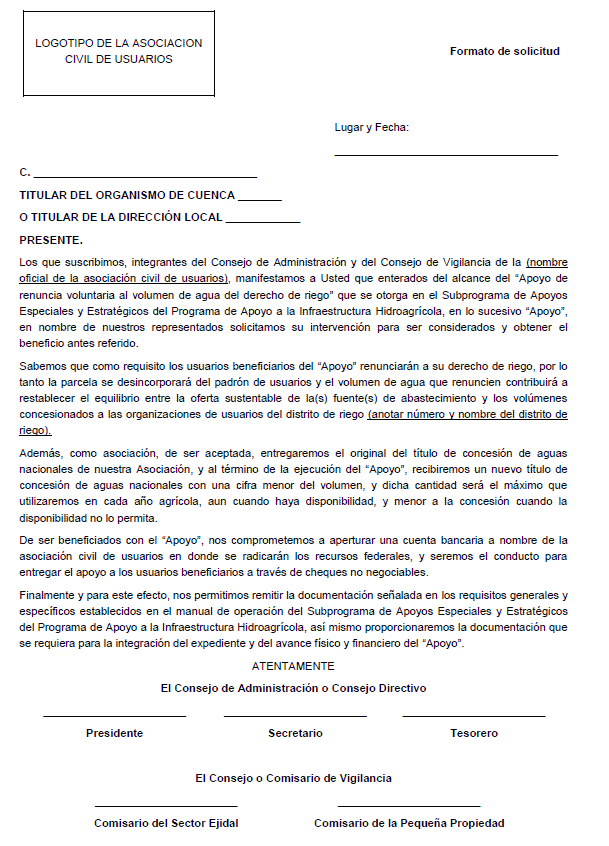 LOGOTIPO DE LA ASOCIACION
CIVIL DE USUARIOS
Formato de solicitud
Lugar y Fecha:
C. ___________________________________
TITULAR DEL ORGANISMO DE CUENCA _______
O TITULAR DE LA DIRECCIÓN LOCAL ____________
PRESENTE.
Los que suscribimos, integrantes del Consejo de Administración y del Consejo de Vigilancia de la (nombre
oficial de la asociación civil de usuarios), manifestamos a Usted que enterados del alcance del “Apoyo de
renuncia voluntaria al volumen de agua del derecho de riego” que se otorga en el Subprograma de Apoyos
Especiales y Estratégicos del Programa de Apoyo a la Infraestructura Hidroagrícola, en lo sucesivo “Apoyo”,
en nombre de nuestros representados solicitamos su intervención para ser considerados y obtener el
beneficio antes referido.
Sabemos que como requisito los usuarios beneficiarios del “Apoyo” renunciarán a su derecho de riego, por lo
tanto la parcela se desincorporará del padrón de usuarios y el volumen de agua que renuncien contribuirá a
restablecer el equilibrio entre la oferta sustentable de la(s) fuente(s) de abastecimiento y los volúmenes
concesionados a las organizaciones de usuarios del distrito de riego (anotar número y nombre del distrito de
riego).
Además, como asociación, de ser aceptada, entregaremos el original del título de concesión de aguas
nacionales de nuestra Asociación, y al término de la ejecución del “Apoyo”, recibiremos un nuevo título de
concesión de aguas nacionales con una cifra menor del volumen, y dicha cantidad será el máximo que
utilizaremos en cada año agrícola, aun cuando haya disponibilidad, y menor a la concesión cuando la
disponibilidad no lo permita.
De ser beneficiados con el “Apoyo”, nos comprometemos a aperturar una cuenta bancaria a nombre de la
asociación civil de usuarios en donde se radicarán los recursos federales, y seremos el conducto para
entregar el apoyo a los usuarios beneficiarios a través de cheques no negociables.
Finalmente y para este efecto, nos permitimos remitir la documentación señalada en los requisitos generales y
específicos establecidos en el manual de operación del Subprograma de Apoyos Especiales y Estratégicos
del Programa de Apoyo a la Infraestructura Hidroagrícola, así mismo proporcionaremos la documentación que
se requiera para la integración del expediente y del avance físico y financiero del “Apoyo”.
ATENTAMENTE
El Consejo de Administración o Consejo Directivo
Presidente Secretario Tesorero
El Consejo o Comisario de Vigilancia
Comisario del Sector Ejidal Comisario de la Pequeña Propiedad